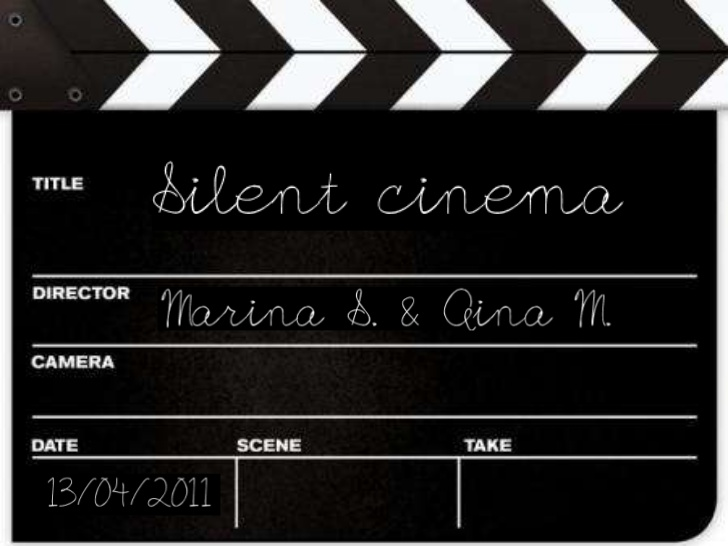 TITLE Silent cinema
DIRECTOR Marina S. & Aina M.
CAMERA
DATE SCENE TAKE
13/04/2011